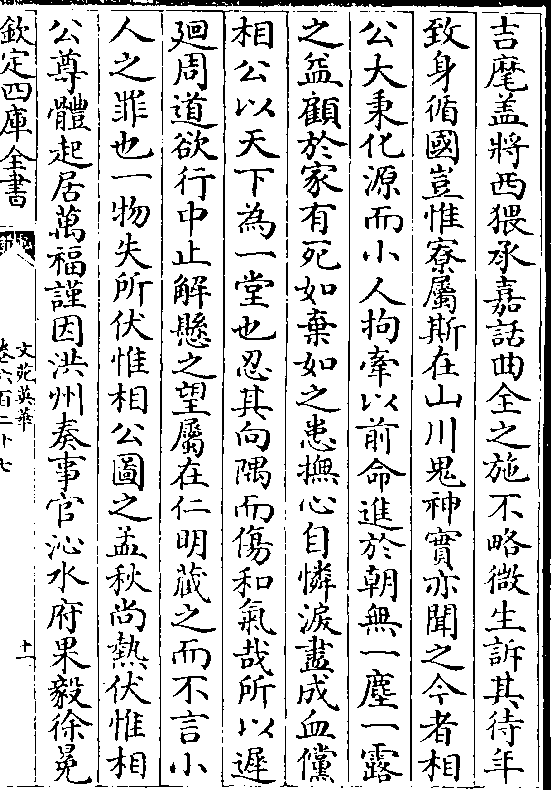 吉麾盖將西猥承嘉話曲全之施不略微生訴其待年
致身循國豈惟寮屬斯在山川鬼神實亦聞之今者相
公大秉化源而小人拘牽以前命進於朝無一塵一露
之益顧於家有死如棄如之患撫心自憐淚盡成血儻
相公以天下為一堂也忍其向隅而傷和氣哉所以遲
廻周道欲行中止解懸之望屬在仁明藏之而不言小
人之罪也一物失所伏惟相公圖之孟秋尚熱伏惟相
公尊體起居萬福謹因洪州奏事官沁水府果毅徐冕
欽定四庫全書
文苑英華
卷六百二十七
十一